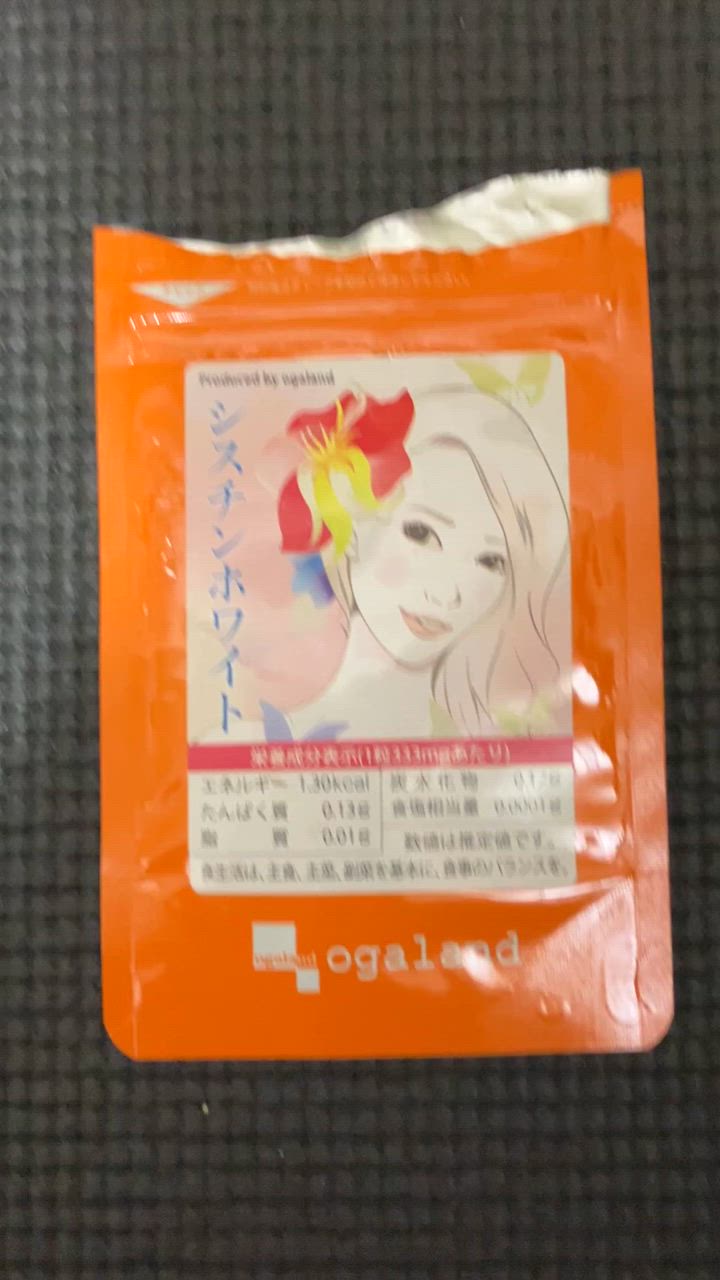 Produced by ogaland
システンホワイト
栄養成分表示(1粒333mgあたり)
エネルギー 1.30kcal
たんぱく質 0.13g
脂質 0.01g
炭水化物
食塩相当量 0.0001g
数値は推定値です。
食生活は、主食、主菜、副菜を基本に、食事のバランスを。
ogaland
ogaland